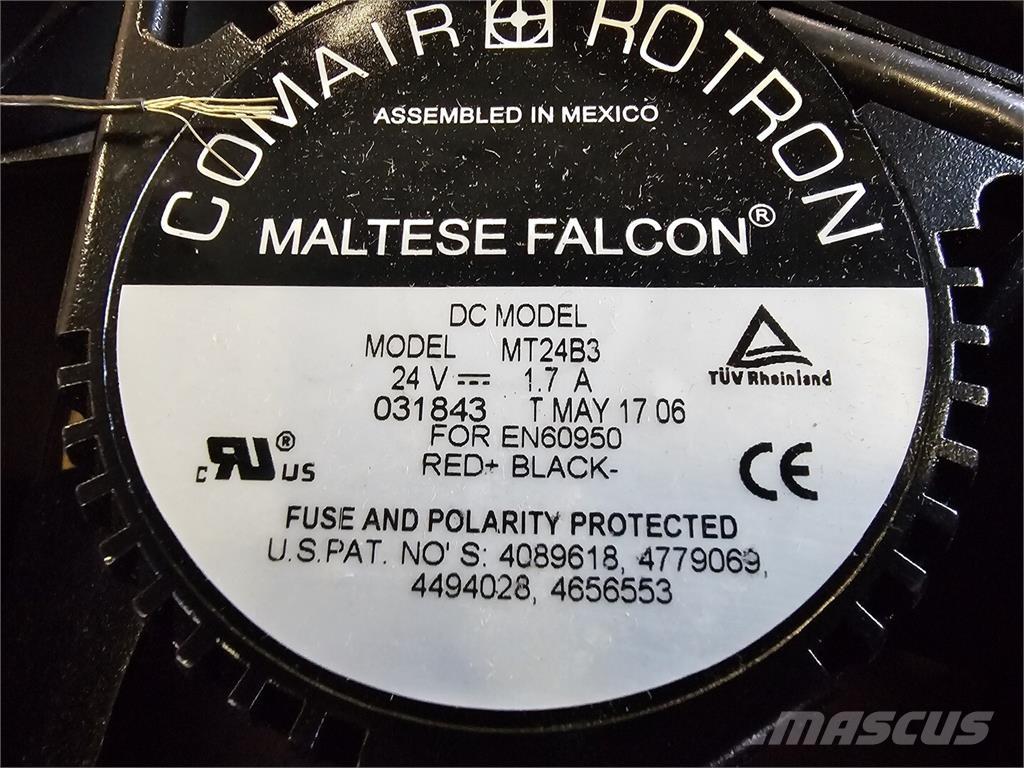 COMAIR ROTRON
ASSEMBLED IN MEXICO
MALTESE FALCON®
DC MODEL
MODEL MT24B3
24 V ⎓ 1.7 A
031843 T MAY 17 06
FOR EN60950
RED+ BLACK-
TÜV Rheinland
c RU ® US
CE
FUSE AND POLARITY PROTECTED
U.S.PAT. NO' S: 4089618, 4779069,
4494028, 4656553
MASCUS